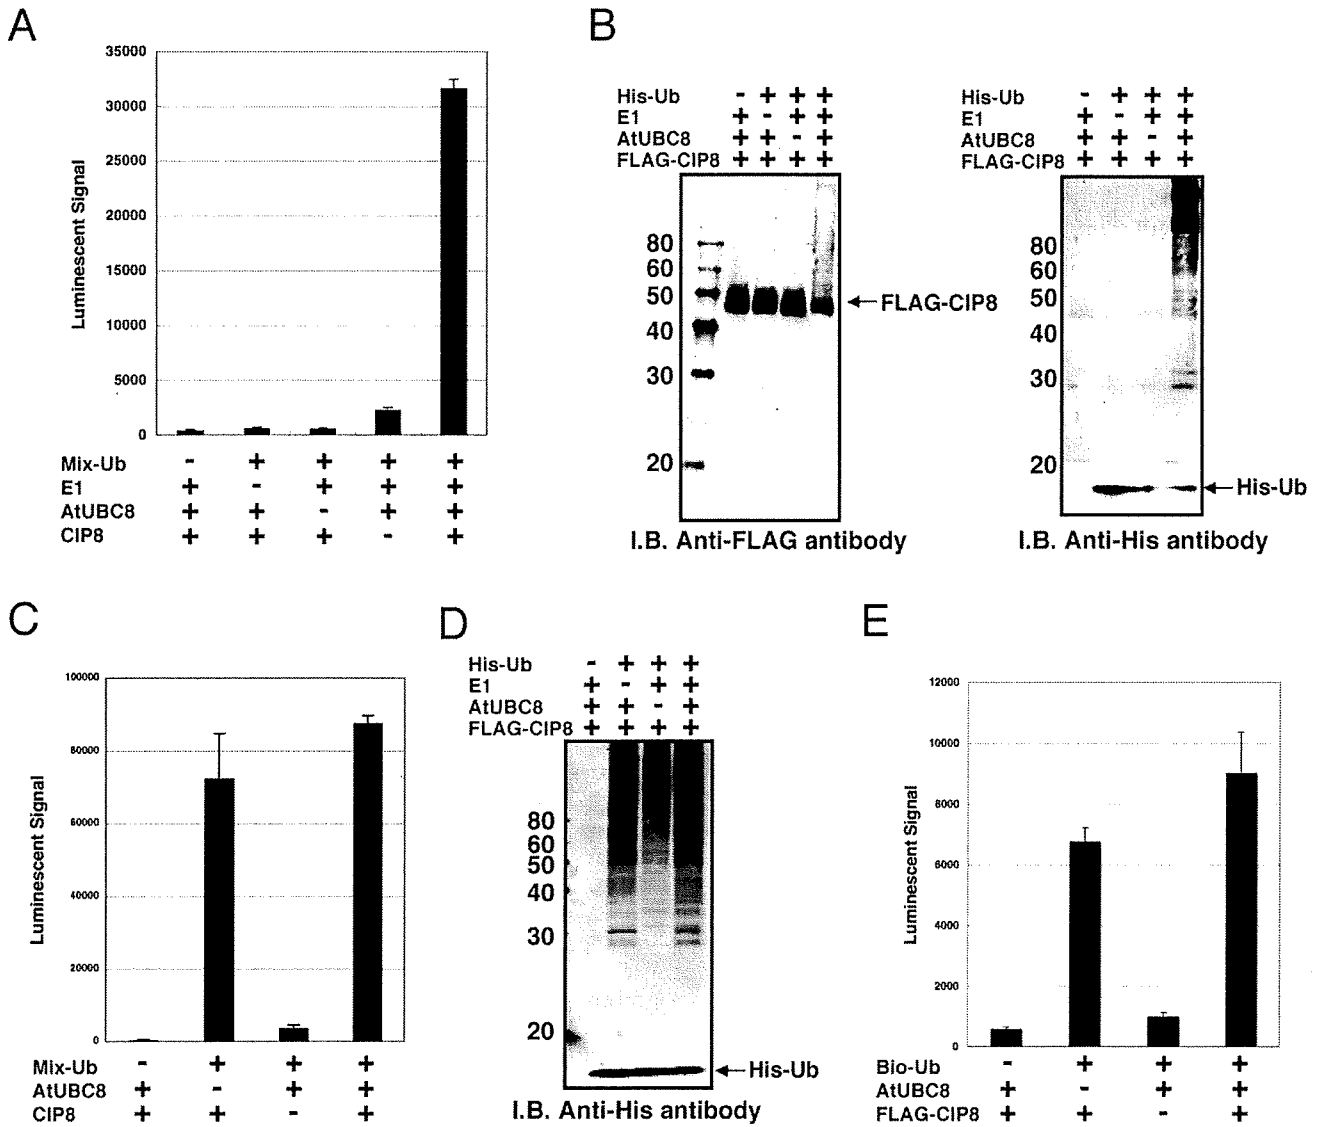 A
35000
30000
25000
20000
15000
10000
5000
0
Luminescent Signal
Mix-Ub - + + + +
E1 + - + + +
AtUBC8 + + - + +
CIP8 + + + - +
B
His-Ub - + + +
E1 + - + +
AtUBC8 + + - +
FLAG-CIP8 + + + +
80
60
50
40
30
20
FLAG-CIP8
I.B. Anti-FLAG antibody
His-Ub - + + +
E1 + - + +
AtUBC8 + + - +
FLAG-CIP8 + + + +
80
60
50
40
30
20
His-Ub
I.B. Anti-His antibody
C
100000
80000
60000
40000
20000
0
Luminescent Signal
Mix-Ub - + + +
AtUBC8 + - + +
CIP8 + + - +
D
His-Ub - + + +
E1 + - + +
AtUBC8 + + - +
FLAG-CIP8 + + + +
80
60
50
40
30
20
His-Ub
I.B. Anti-His antibody
E
12000
10000
8000
6000
4000
2000
0
Luminescent Signal
Bio-Ub - + + +
AtUBC8 + - + +
FLAG-CIP8 + + - +